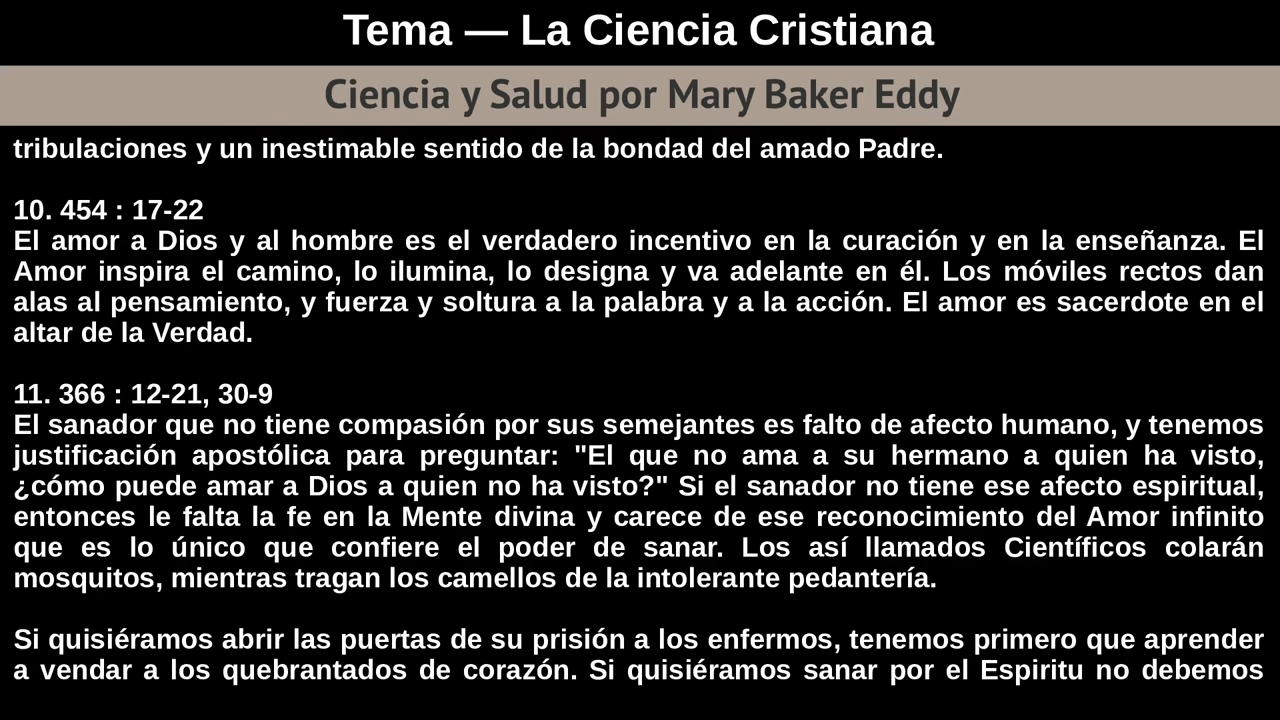 Tema — La Ciencia Cristiana
Ciencia y Salud por Mary Baker Eddy
tribulaciones y un inestimable sentido de la bondad del amado Padre.
10. 454 : 17-22
El amor a Dios y al hombre es el verdadero incentivo en la curación y en la enseñanza. El
Amor inspira el camino, lo ilumina, lo designa y va adelante en él. Los móviles rectos dan
alas al pensamiento, y fuerza y soltura a la palabra y a la acción. El amor es sacerdote en el
altar de la Verdad.
11. 366 : 12-21, 30-9
El sanador que no tiene compasión por sus semejantes es falto de afecto humano, y tenemos
justificación apostólica para preguntar: "El que no ama a su hermano a quien ha visto,
¿cómo puede amar a Dios a quien no ha visto?" Si el sanador no tiene ese afecto espiritual,
entonces le falta la fe en la Mente divina y carece de ese reconocimiento del Amor infinito
que es lo único que confiere el poder de sanar. Los así llamados Científicos colarán
mosquitos, mientras tragan los camellos de la intolerante pedantería.
Si quisiéramos abrir las puertas de su prisión a los enfermos, tenemos primero que aprender
a vendar a los quebrantados de corazón. Si quisiéramos sanar por el Espiritu no debemos